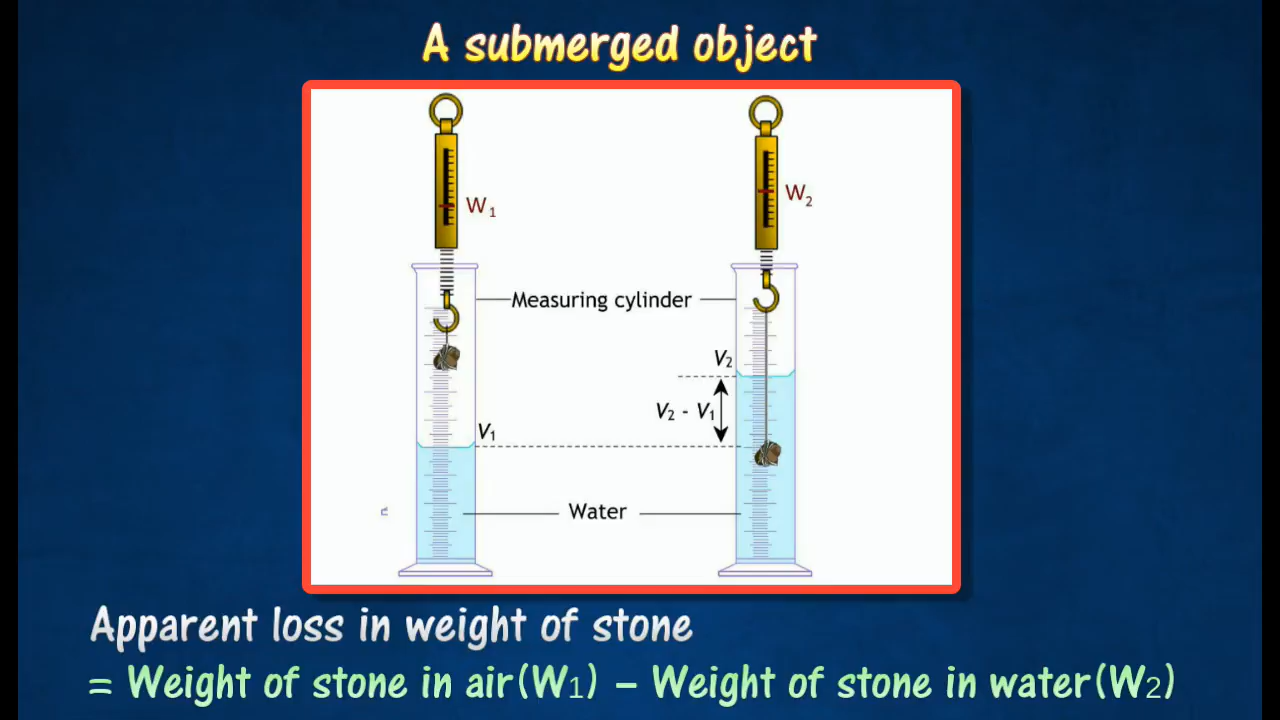 A submerged object
W1
W2
Measuring cylinder
V2
V2 - V1
V1
Water
Apparent loss in weight of stone
= Weight of stone in air(W1) – Weight of stone in water(W2)